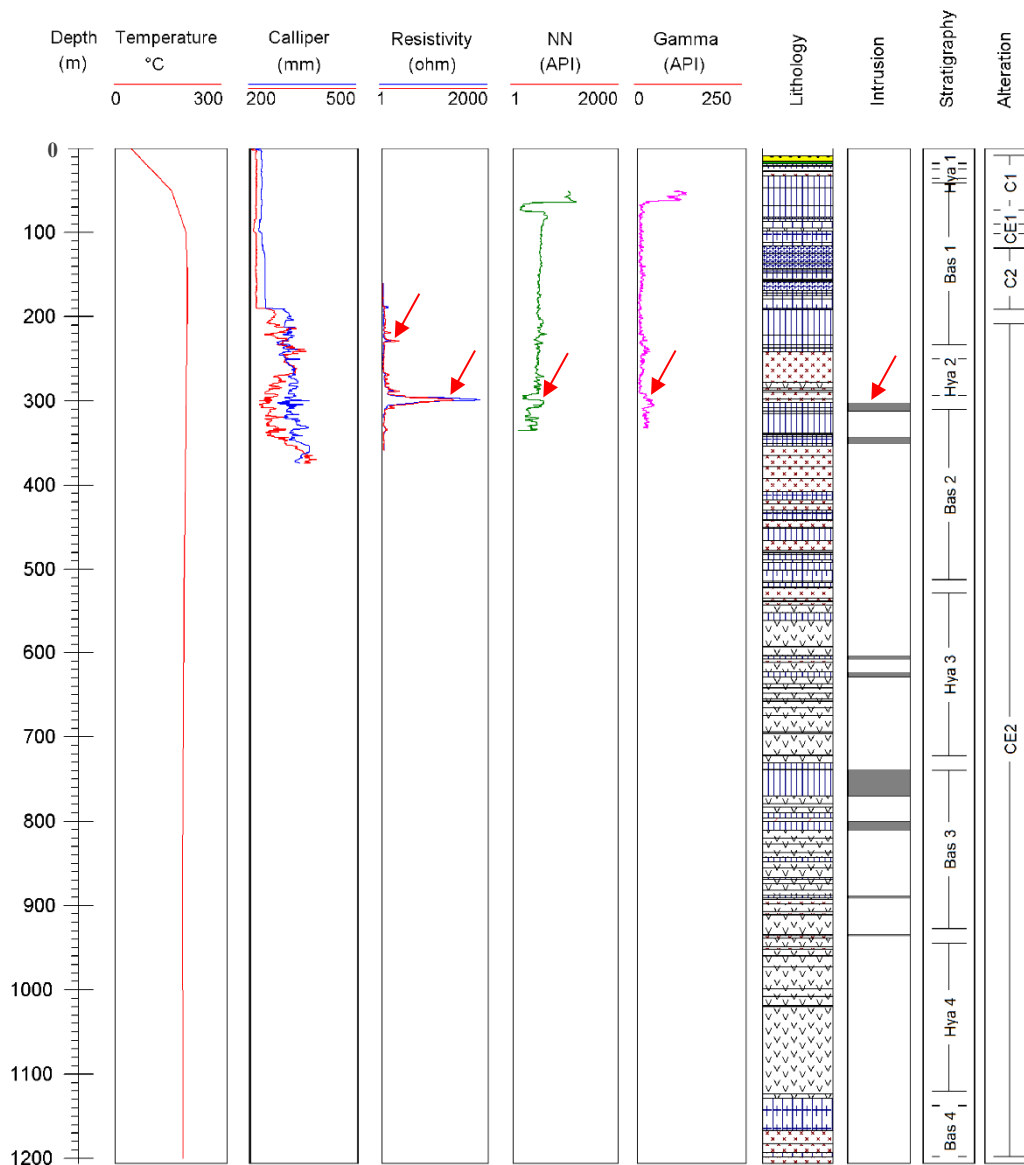 Depth Temperature Calliper Resistivity NN Gamma Lithology Intrusion Stratigraphy Alteration
(m) °C (mm) (ohm) (API) (API)
0 300 200 500 1 2000 1 2000 0 250
0
100
200
300
400
500
600
700
800
900
1000
1100
1200
Hya 1
Bas 1
Hya 2
Bas 2
Hya 3
Bas 3
Hya 4
Bas 4
C1
CE1
C2
CE2